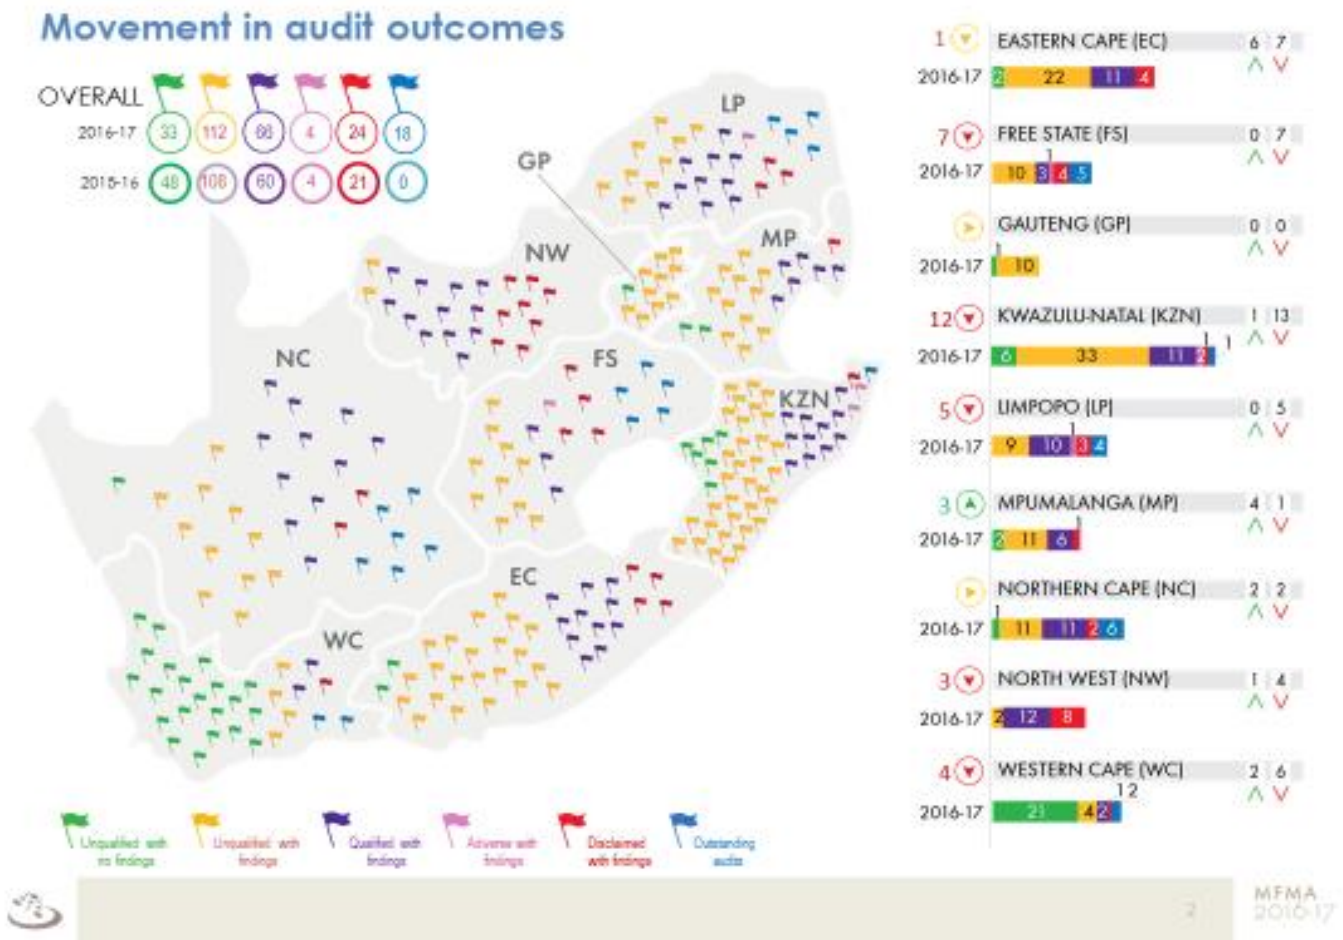 Movement in audit outcomes
OVERALL
2016-17 33 112 66 4 24 18
2015-16 48 108 60 4 21 0
LP
GP
MP
NW
NC
FS
KZN
EC
WC
1 EASTERN CAPE (EC) 6 7
2016-17 2 22 11 4
7 FREE STATE (FS) 0 7
1
2016-17 10 3 4 5
GAUTENG (GP) 0 0
1
2016-17 10
12 KWAZULU-NATAL (KZN) 1 13
1 1
2016-17 6 33 11 2
5 LIMPOPO (LP) 0 5
1
2016-17 9 10 3 4
3 MPUMALANGA (MP) 4 1
1
2016-17 2 11 6
NORTHERN CAPE (NC) 2 2
1
2016-17 11 11 2 6
3 NORTH WEST (NW) 1 4
2016-17 2 12 8
4 WESTERN CAPE (WC) 2 6
1 2
2016-17 21 4 2
Unqualified with
no findings
Unqualified with
findings
Qualified with
findings
Adverse with
findings
Disclaimed
with findings
Outstanding
audits
2
MFMA
2016-17